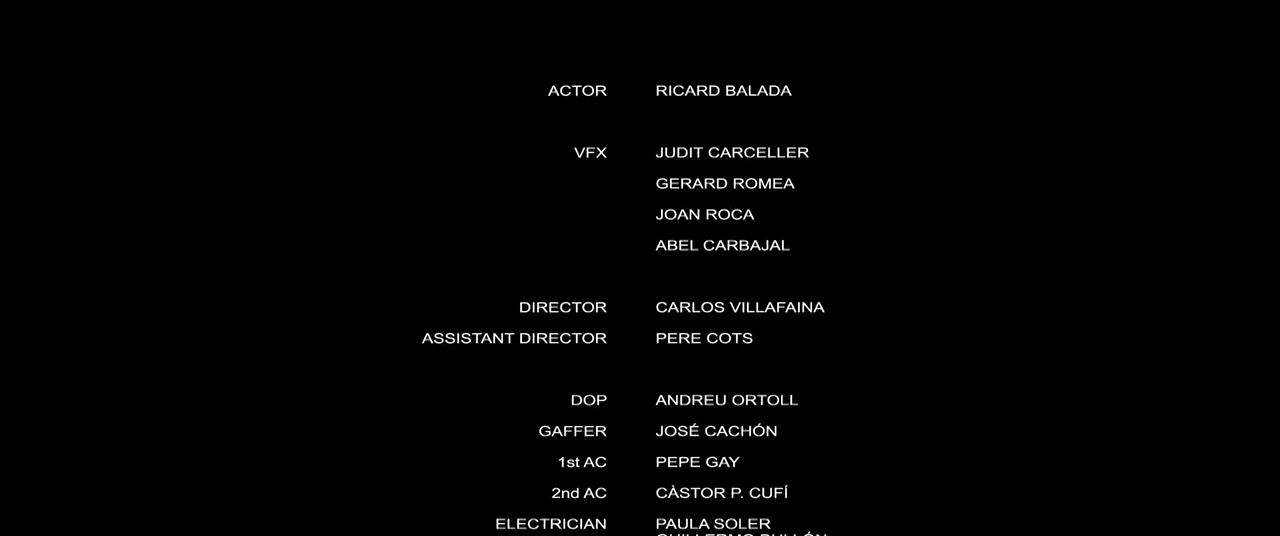 ACTOR RICARD BALADA
VFX JUDIT CARCELLER
GERARD ROMEA
JOAN ROCA
ABEL CARBAJAL
DIRECTOR CARLOS VILLAFAINA
ASSISTANT DIRECTOR PERE COTS
DOP ANDREU ORTOLL
GAFFER JOSÉ CACHÓN
1st AC PEPE GAY
2nd AC CÀSTOR P. CUFÍ
ELECTRICIAN PAULA SOLER